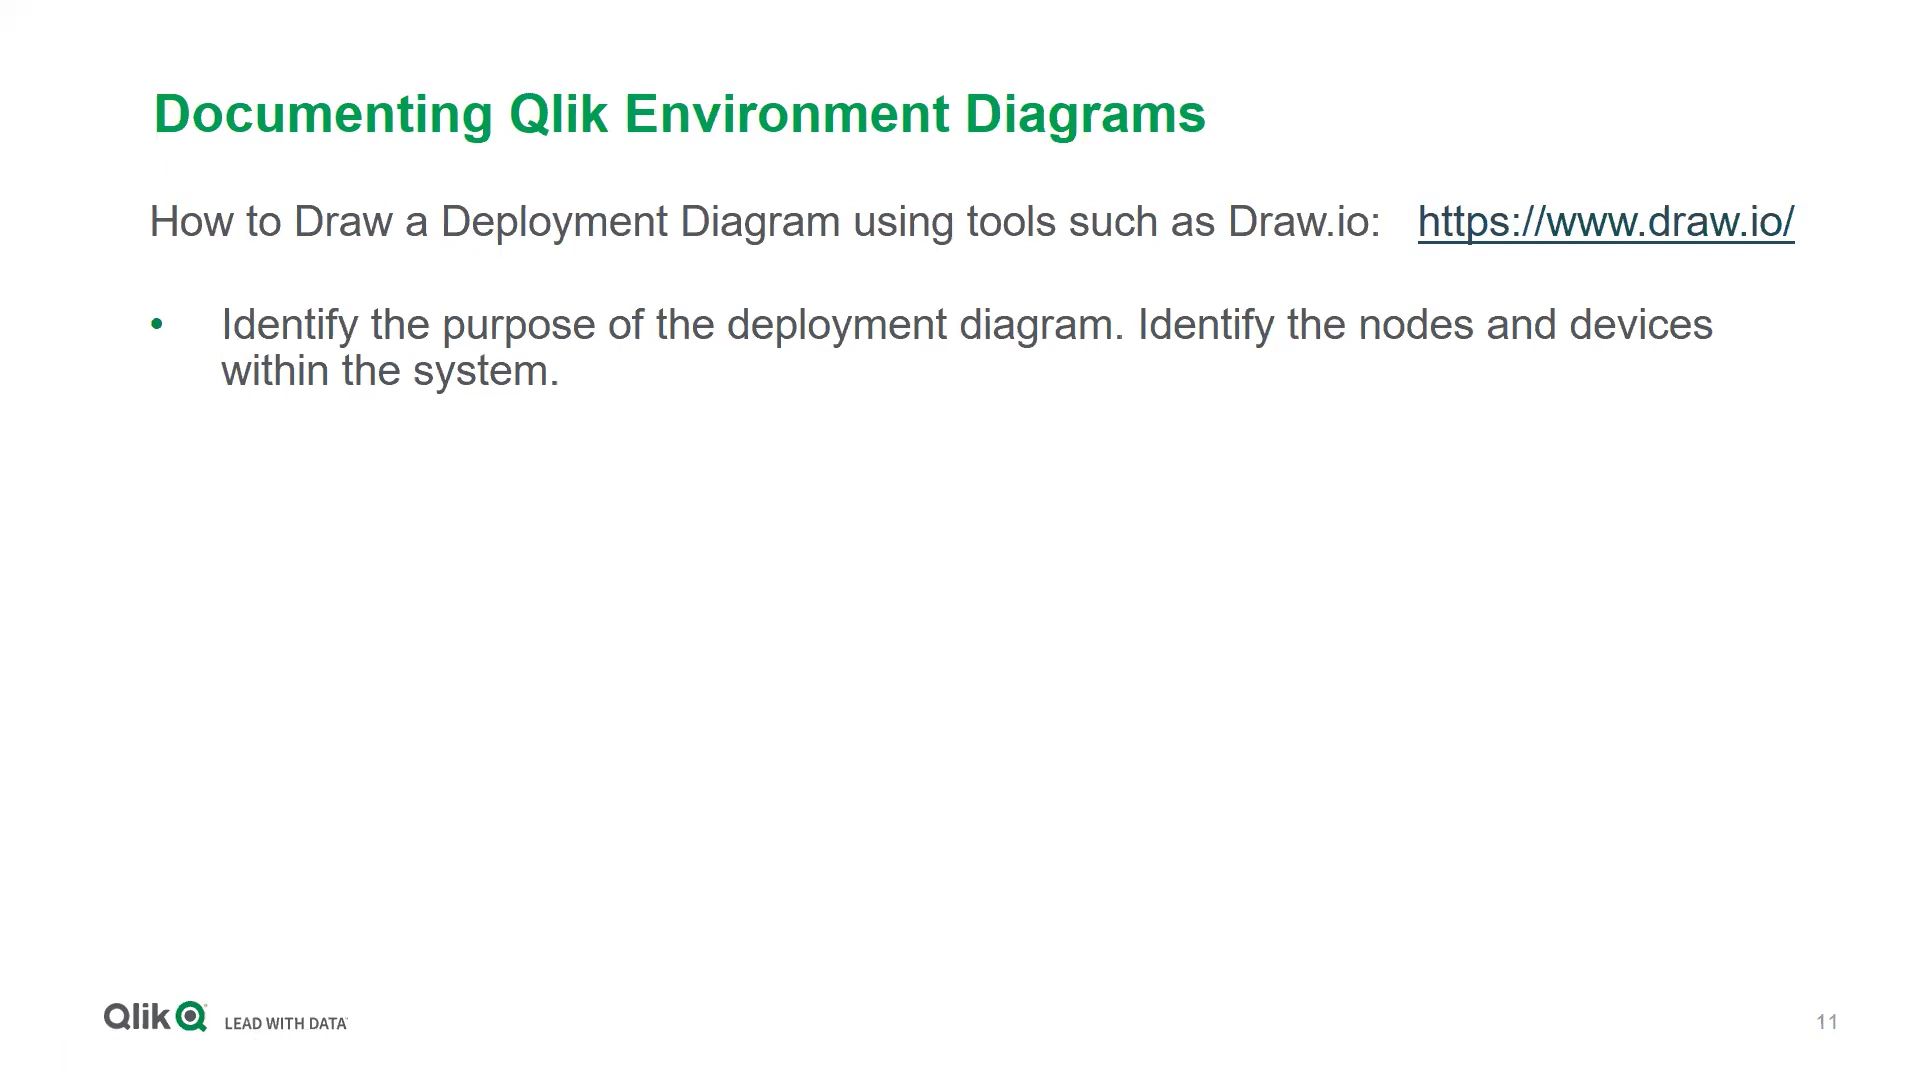 Documenting Qlik Environment Diagrams
How to Draw a Deployment Diagram using tools such as Draw.io: https://www.draw.io/
• Identify the purpose of the deployment diagram. Identify the nodes and devices
within the system.
Qlik LEAD WITH DATA
11